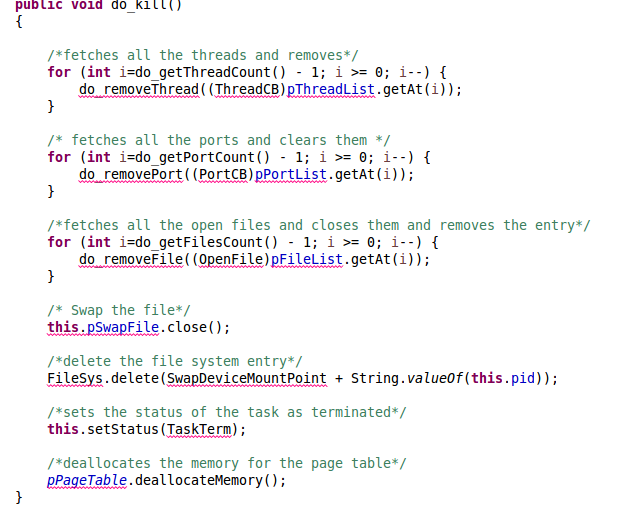 public void do_kill()
{
/*fetches all the threads and removes*/
for (int i=do_getThreadCount() - 1; i >= 0; i--) {
do_removeThread((ThreadCB)pThreadList.getAt(i));
}
/* fetches all the ports and clears them */
for (int i=do_getPortCount() - 1; i >= 0; i--) {
do_removePort((PortCB)pPortList.getAt(i));
}
/*fetches all the open files and closes them and removes the entry*/
for (int i=do_getFilesCount() - 1; i >= 0; i--) {
do_removeFile((OpenFile)pFileList.getAt(i));
}
/* Swap the file*/
this.pSwapFile.close();
/*delete the file system entry*/
FileSys.delete(SwapDeviceMountPoint + String.valueOf(this.pid));
/*sets the status of the task as terminated*/
this.setStatus(TaskTerm);
/*deallocates the memory for the page table*/
pPageTable.deallocateMemory();
}